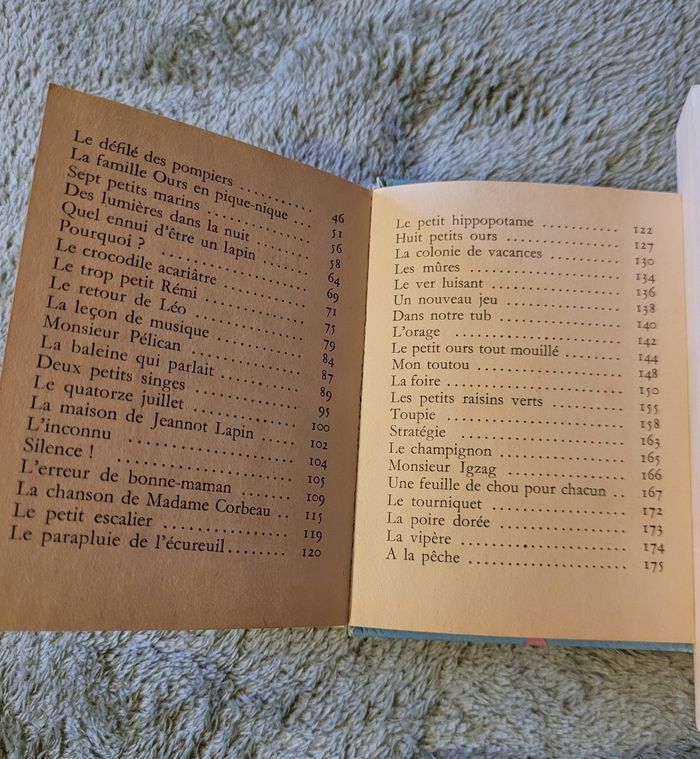 Le défilé des pompiers ........... 46
La famille Ours en pique-nique ... 51
Sept petits marins ............... 56
Des lumières dans la nuit ........ 58
Quel ennui d'être un lapin ....... 64
Pourquoi ? ....................... 69
Le crocodile acariâtre ........... 71
Le trop petit Rémi ............... 75
Le retour de Léo ................. 79
La leçon de musique .............. 84
Monsieur Pélican ................. 87
La baleine qui parlait ........... 89
Deux petits singes ............... 95
Le quatorze juillet .............. 100
La maison de Jeannot Lapin ....... 102
L'inconnu ........................ 104
Silence ! ........................ 105
L'erreur de bonne-maman .......... 109
La chanson de Madame Corbeau .. 115
Le petit escalier ................ 119
Le parapluie de l'écureuil ........ 120
Le petit hippopotame ............. 122
Huit petits ours ................. 127
La colonie de vacances ........... 130
Les mûres ........................ 134
Le ver luisant ................... 136
Un nouveau jeu ................... 138
Dans notre tub ................... 140
L'orage .......................... 142
Le petit ours tout mouillé ....... 144
Mon toutou ....................... 148
La foire ......................... 150
Les petits raisins verts ......... 155
Toupie ........................... 158
Stratégie ........................ 163
Le champignon .................... 165
Monsieur Igzag ................... 166
Une feuille de chou pour chacun .. 167
Le tourniquet .................... 172
La poire dorée ................... 173
La vipère ........................ 174
A la pêche ....................... 175